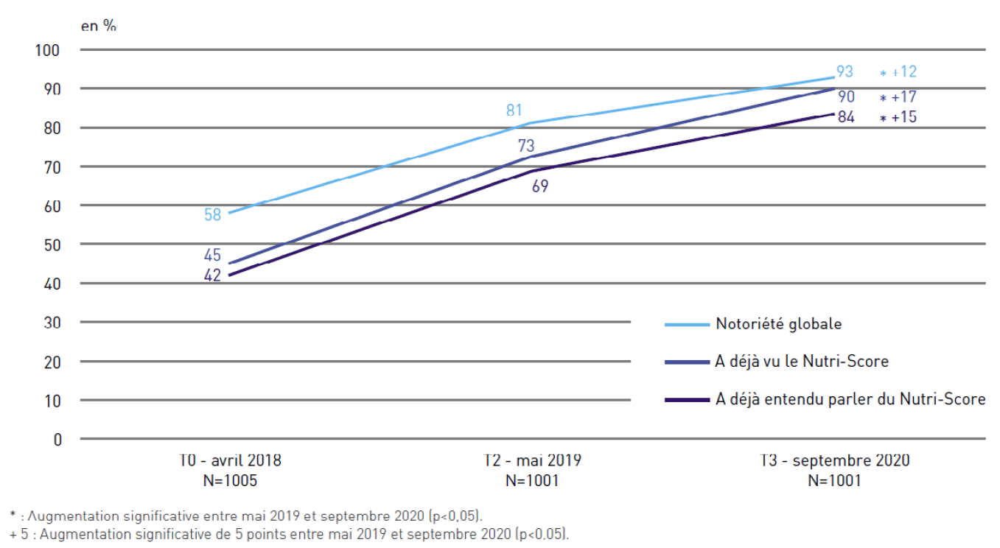 en %
100
90
80
70
60
50
40
30
20
10
0
58
45
42
81
73
69
93 * +12
90 * +17
84 * +15
Notoriété globale
A déjà vu le Nutri-Score
A déjà entendu parler du Nutri-Score
T0 - avril 2018
N=1005
T2 - mai 2019
N=1001
T3 - septembre 2020
N=1001
* : Augmentation significative entre mai 2019 et septembre 2020 (p<0,05).
+ 5 : Augmentation significative de 5 points entre mai 2019 et septembre 2020 (p<0,05).